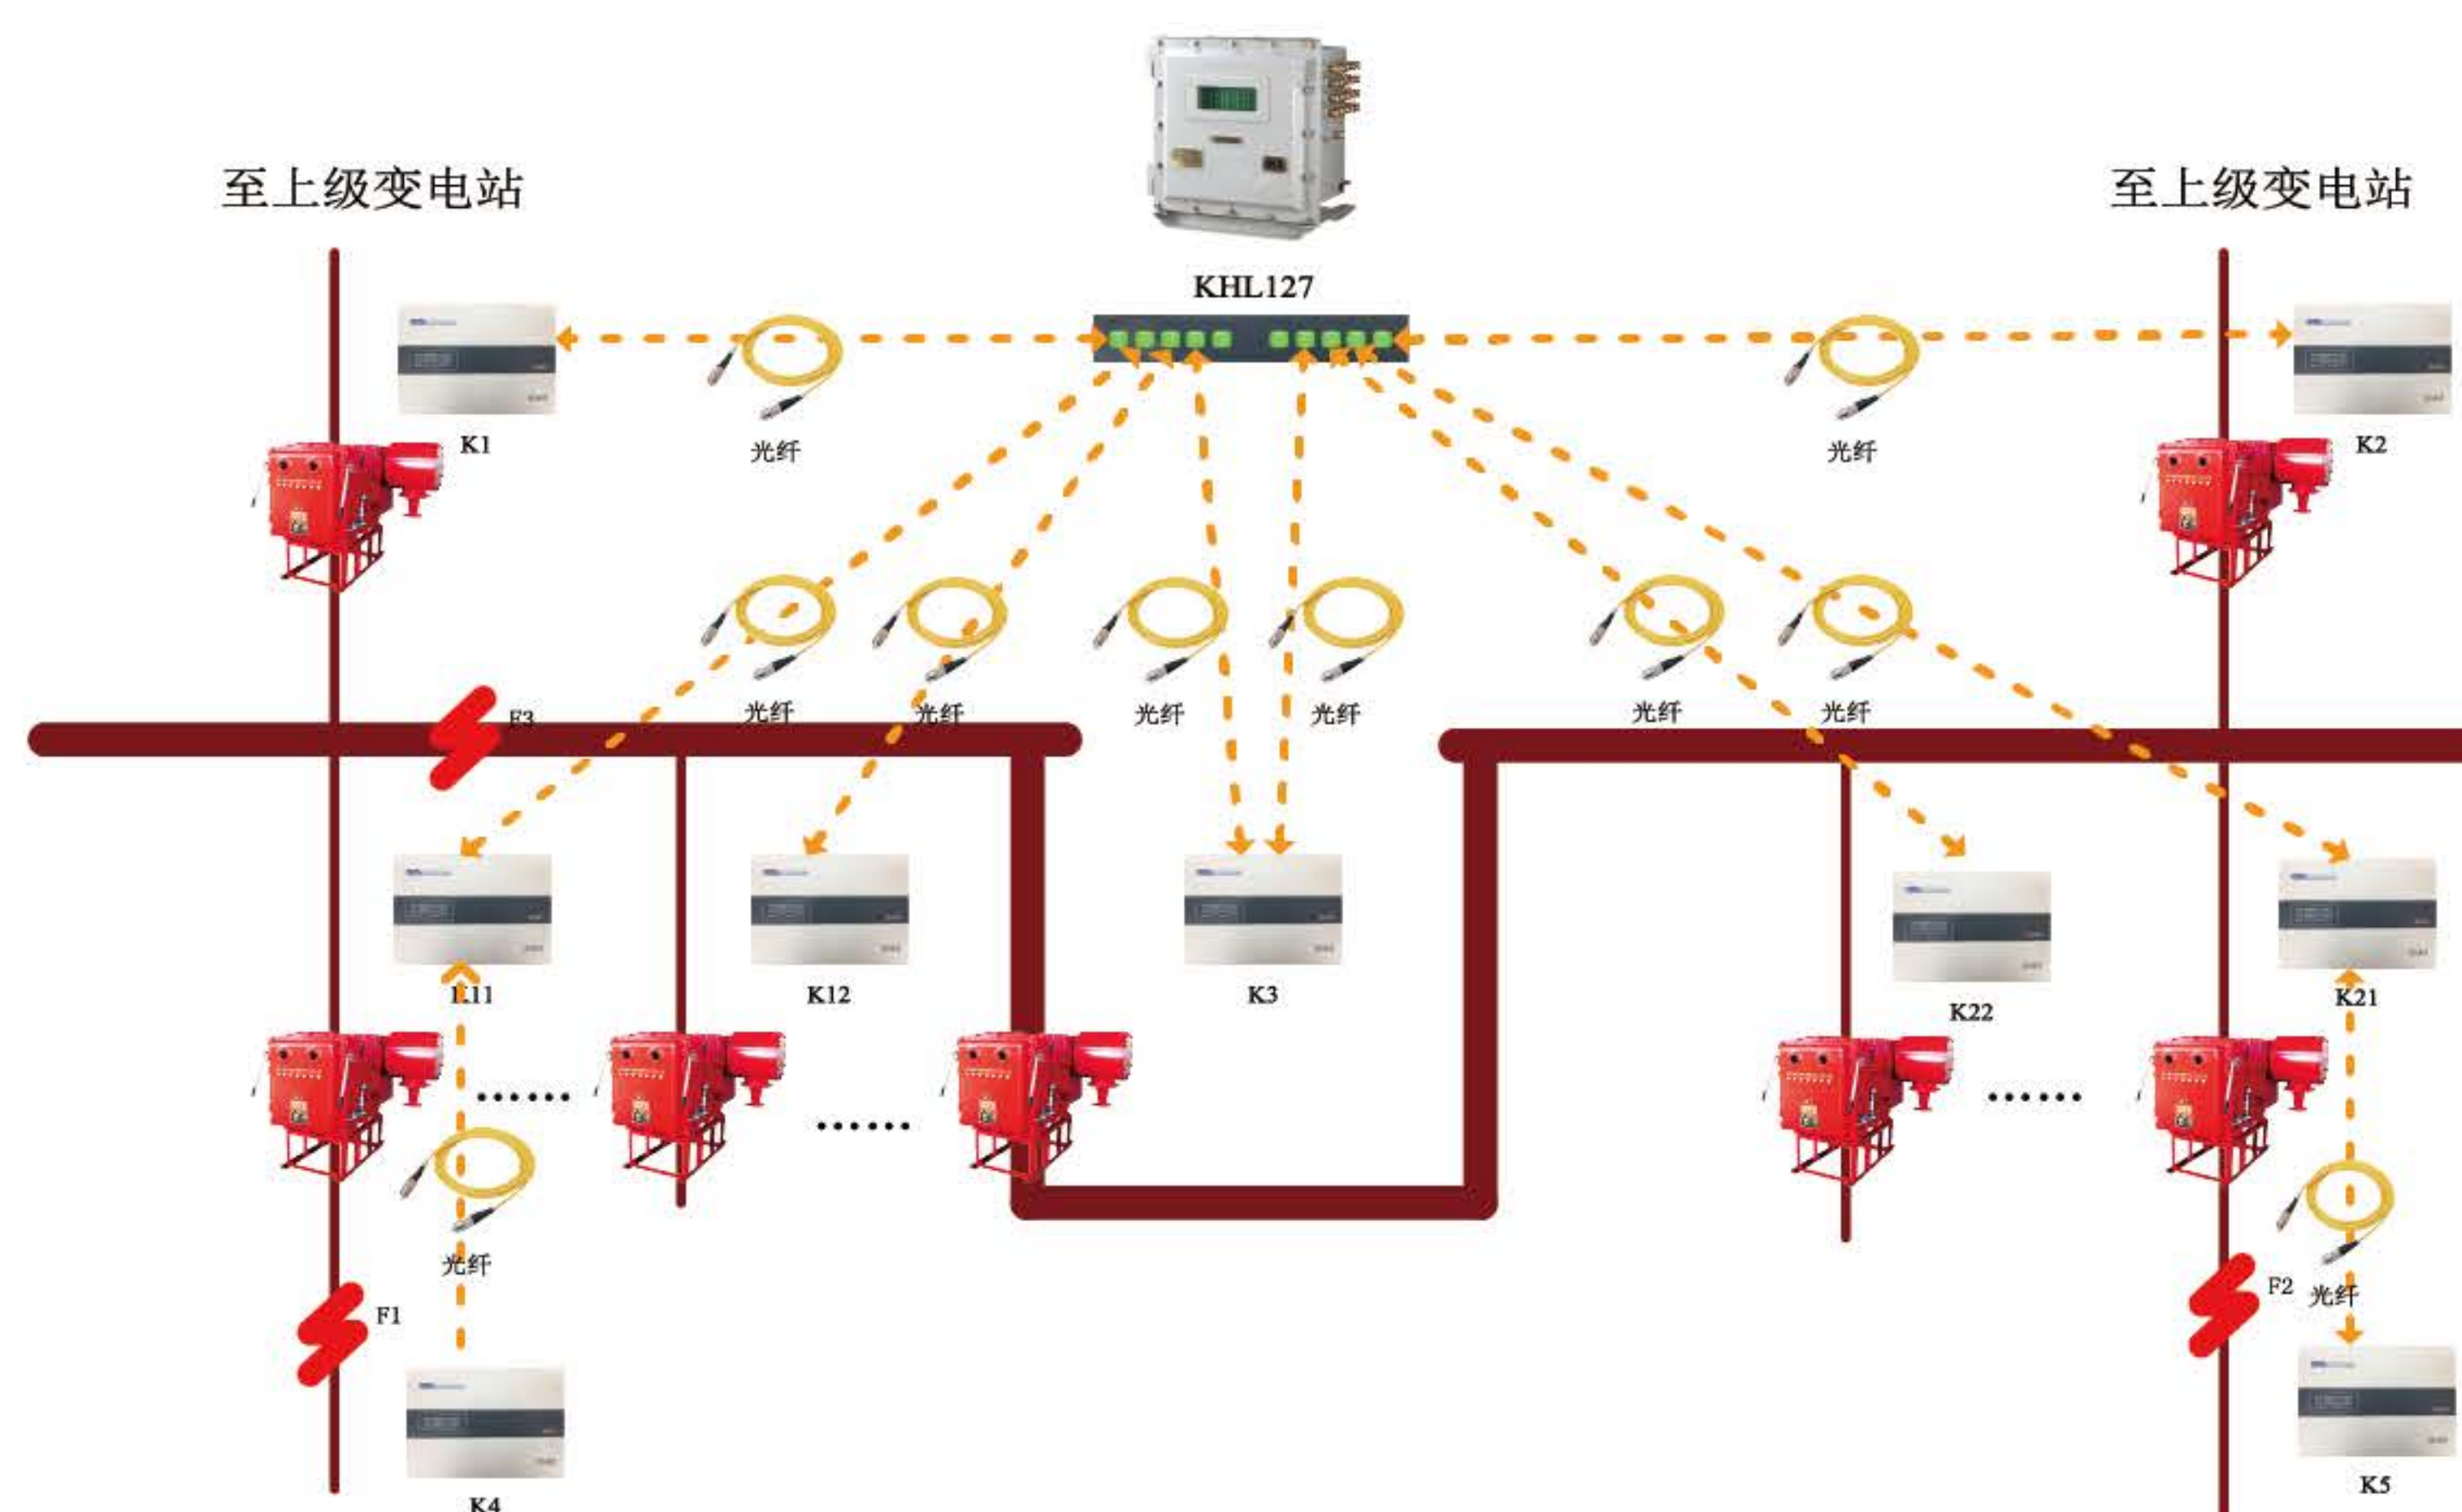 至上级变电站
至上级变电站
KHL127
K1
光纤
光纤
K2
F3
光纤
光纤
光纤
光纤
光纤
光纤
K11
K12
K3
K22
K21
......
......
......
光纤
F1
F2
光纤
K4
K5